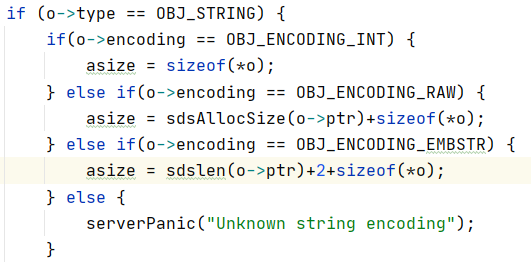 if (o->type == OBJ_STRING) {
    if(o->encoding == OBJ_ENCODING_INT) {
        asize = sizeof(*o);
    } else if(o->encoding == OBJ_ENCODING_RAW) {
        asize = sdsAllocSize(o->ptr)+sizeof(*o);
    } else if(o->encoding == OBJ_ENCODING_EMBSTR) {
        asize = sdslen(o->ptr)+2+sizeof(*o);
    } else {
        serverPanic("Unknown string encoding");
    }